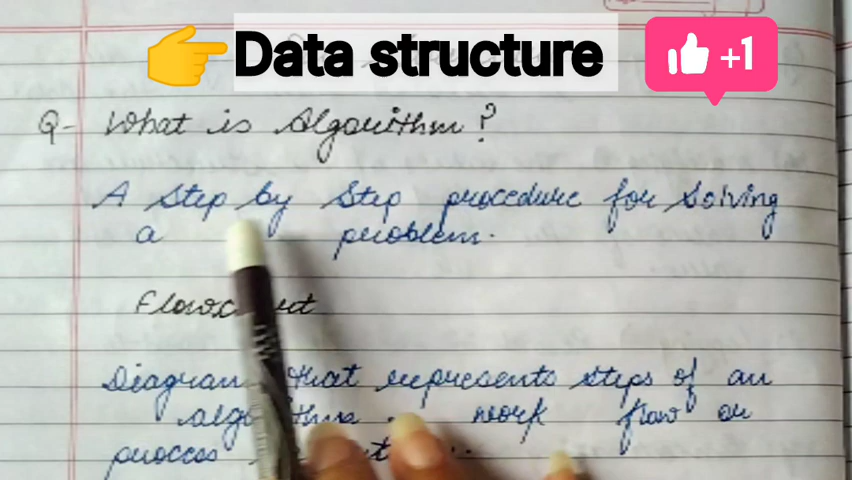 Data structure
+1
Q- What is Algorithm?
A Step by Step procedure for solving
a problem.
Diagram that represents steps of an
work flow or
process